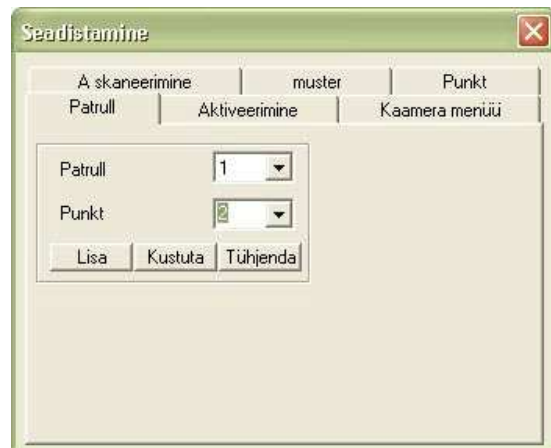 Seadistamine
A skaneerimine muster Punkt
Patrull Aktiveerimine Kaamera menüü
Patrull 1
Punkt 2
Lisa Kustuta Tühjenda